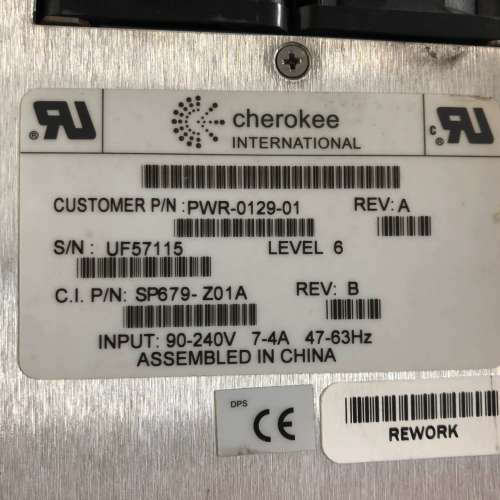 cherokee
INTERNATIONAL
CUSTOMER P/N : PWR-0129-01 REV: A
S/N : UF57115 LEVEL 6
C.I. P/N: SP679- Z01A REV: B
INPUT: 90-240V 7-4A 47-63Hz
ASSEMBLED IN CHINA
DPS
CE
REWORK